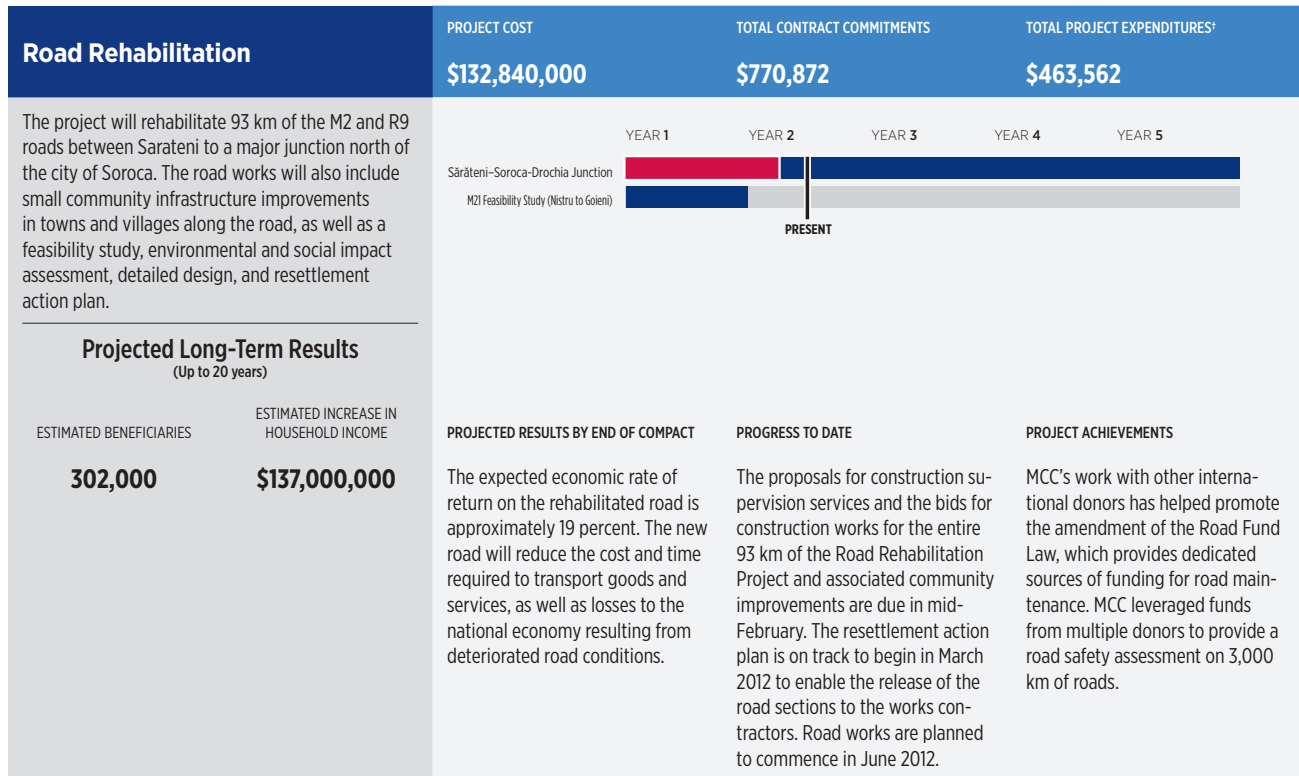 Road Rehabilitation
PROJECT COST
$132,840,000
TOTAL CONTRACT COMMITMENTS
$770,872
TOTAL PROJECT EXPENDITURES†
$463,562
The project will rehabilitate 93 km of the M2 and R9
roads between Sarateni to a major junction north of
the city of Soroca. The road works will also include
small community infrastructure improvements
in towns and villages along the road, as well as a
feasibility study, environmental and social impact
assessment, detailed design, and resettlement
action plan.
Projected Long-Term Results
(Up to 20 years)
ESTIMATED BENEFICIARIES
302,000
ESTIMATED INCREASE IN
HOUSEHOLD INCOME
$137,000,000
YEAR 1 YEAR 2 YEAR 3 YEAR 4 YEAR 5
Sărăteni–Soroca-Drochia Junction
M21 Feasibility Study (Nistru to Goieni)
PRESENT
PROJECTED RESULTS BY END OF COMPACT
The expected economic rate of
return on the rehabilitated road is
approximately 19 percent. The new
road will reduce the cost and time
required to transport goods and
services, as well as losses to the
national economy resulting from
deteriorated road conditions.
PROGRESS TO DATE
The proposals for construction su-
pervision services and the bids for
construction works for the entire
93 km of the Road Rehabilitation
Project and associated community
improvements are due in mid-
February. The resettlement action
plan is on track to begin in March
2012 to enable the release of the
road sections to the works con-
tractors. Road works are planned
to commence in June 2012.
PROJECT ACHIEVEMENTS
MCC’s work with other interna-
tional donors has helped promote
the amendment of the Road Fund
Law, which provides dedicated
sources of funding for road main-
tenance. MCC leveraged funds
from multiple donors to provide a
road safety assessment on 3,000
km of roads.